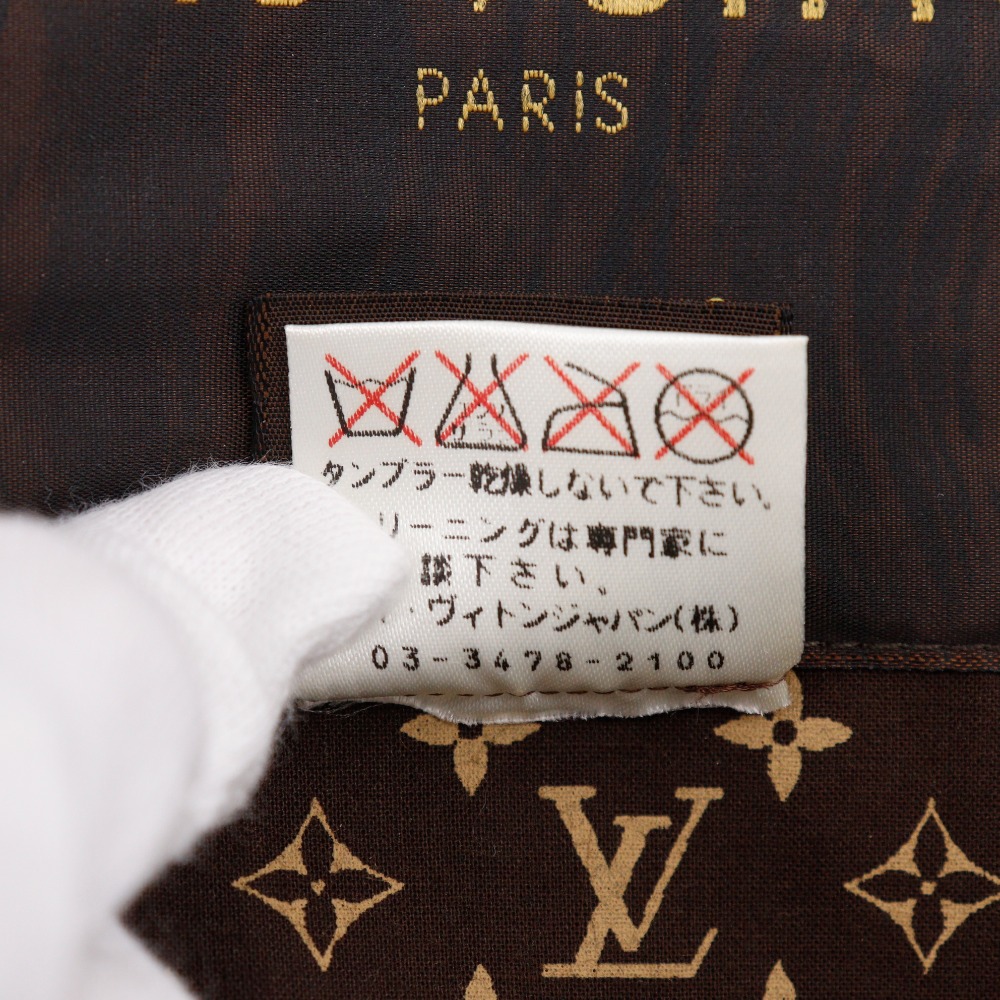 PARIS
タンブラー乾燥しないで下さい。
リーニングは専門家に
談下さい、
・ヴィトンジャパン(株)
03-3478-2100
LV